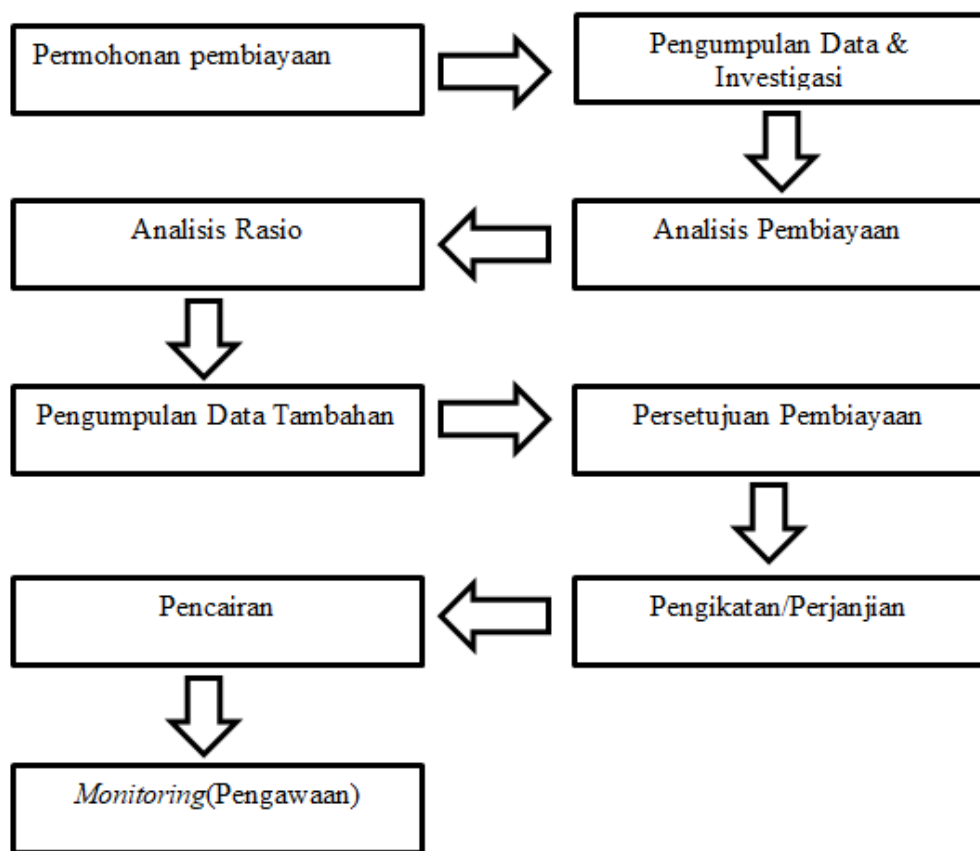 Permohonan pembiayaan
Pengumpulan Data &
Investigasi
Analisis Pembiayaan
Analisis Rasio
Pengumpulan Data Tambahan
Persetujuan Pembiayaan
Pengikatan/Perjanjian
Pencairan
Monitoring(Pengawaan)